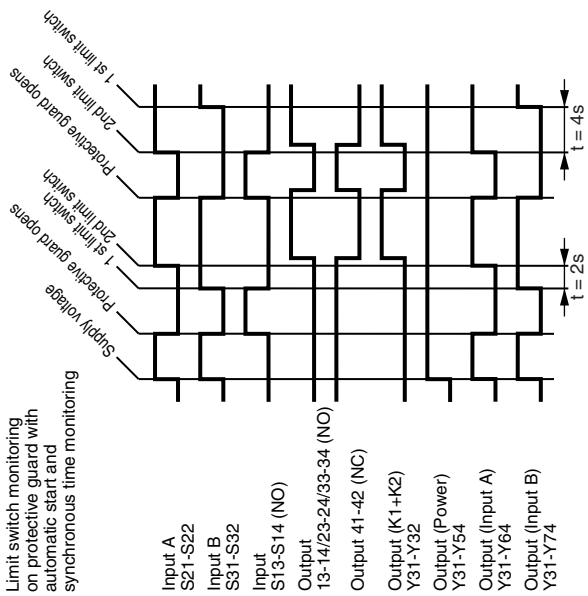 Limit switch monitoring
on protective guard with
automatic start and
synchronous time monitoring
Supply voltage
Protective guard opens
1 st limit switch
2nd limit switch
Protective guard opens
2nd limit switch
1 st limit switch
Input A
S21-S22
Input B
S31-S32
Input
S13-S14 (NO)
Output
13-14/23-24/33-34 (NO)
Output 41-42 (NC)
Output (K1+K2)
Y31-Y32
Output (Power)
Y31-Y54
Output (Input A)
Y31-Y64
Output (Input B)
Y31-Y74
t = 2s
t = 4s